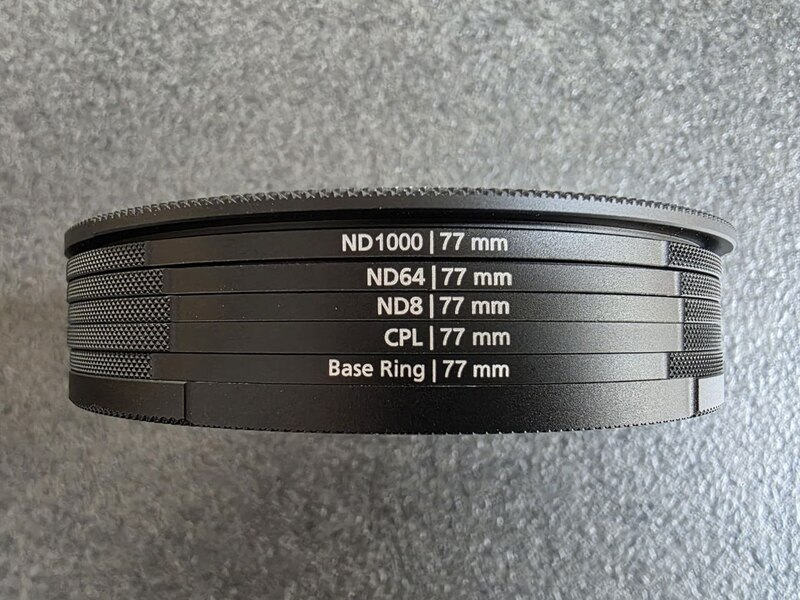 ND1000 | 77 mm
ND64 | 77 mm
ND8 | 77 mm
CPL | 77 mm
Base Ring | 77 mm